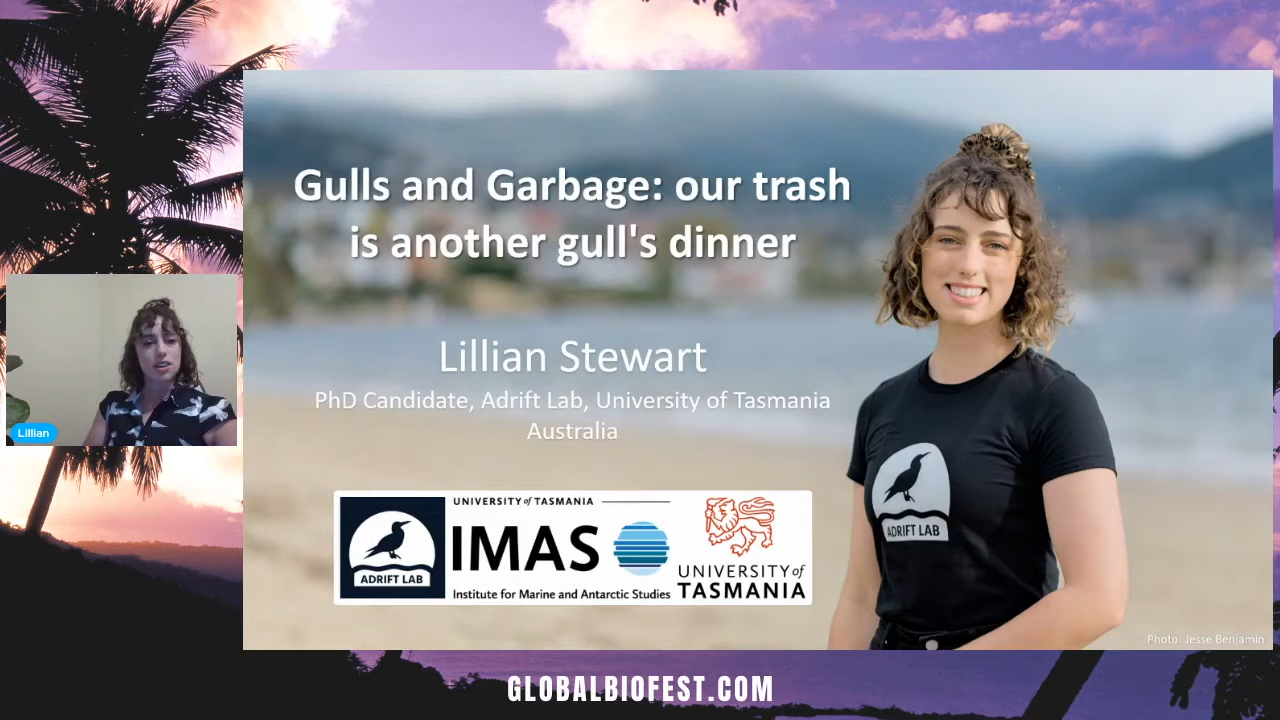 Gulls and Garbage: our trash
is another gull's dinner
Lillian Stewart
PhD Candidate, Adrift Lab, University of Tasmania
Australia
ADRIFT LAB
UNIVERSITY of TASMANIA
IMAS
Institute for Marine and Antarctic Studies
UNIVERSITY of
TASMANIA
ADRIFT LAB
Photo: Jesse Benjamin
Lillian
GLOBALBIOFEST.COM